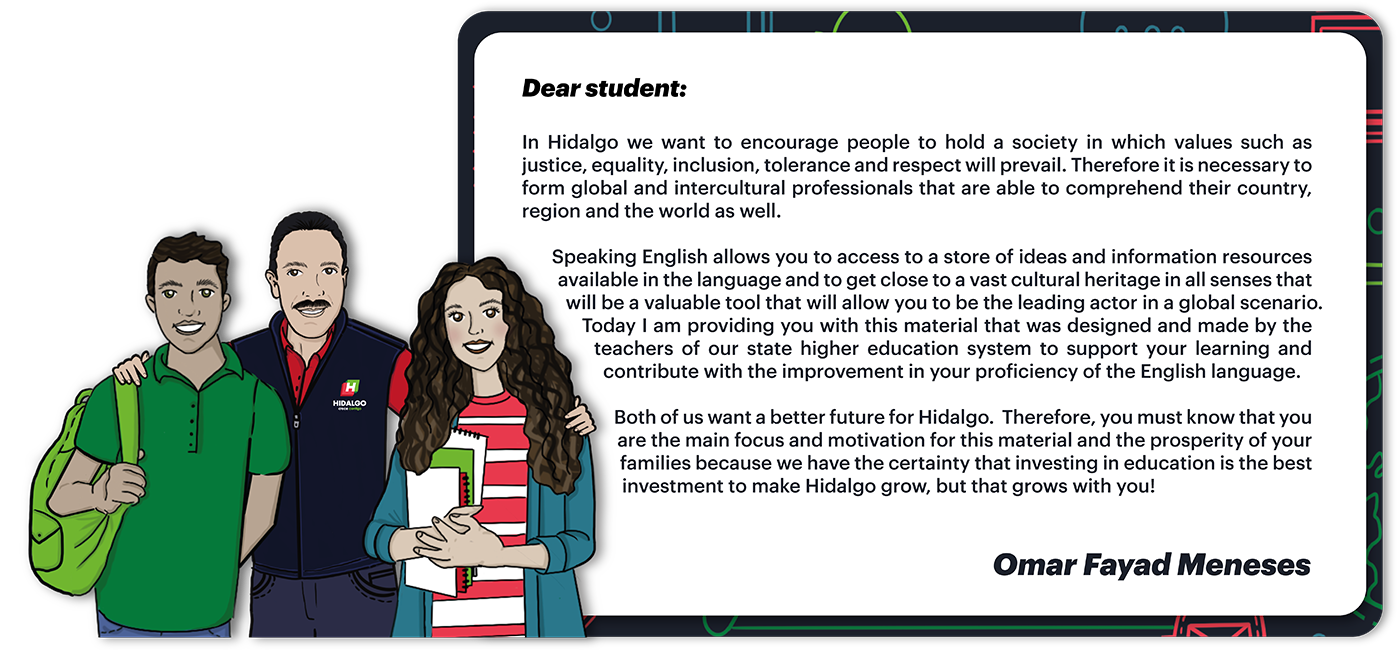 Dear student:
In Hidalgo we want to encourage people to hold a society in which values such as
justice, equality, inclusion, tolerance and respect will prevail. Therefore it is necessary to
form global and intercultural professionals that are able to comprehend their country,
region and the world as well.
Speaking English allows you to access to a store of ideas and information resources
available in the language and to get close to a vast cultural heritage in all senses that
will be a valuable tool that will allow you to be the leading actor in a global scenario.
Today I am providing you with this material that was designed and made by the
teachers of our state higher education system to support your learning and
contribute with the improvement in your proficiency of the English language.
Both of us want a better future for Hidalgo. Therefore, you must know that you
are the main focus and motivation for this material and the prosperity of your
families because we have the certainty that investing in education is the best
investment to make Hidalgo grow, but that grows with you!
Omar Fayad Meneses
H
HIDALGO
crece contigo